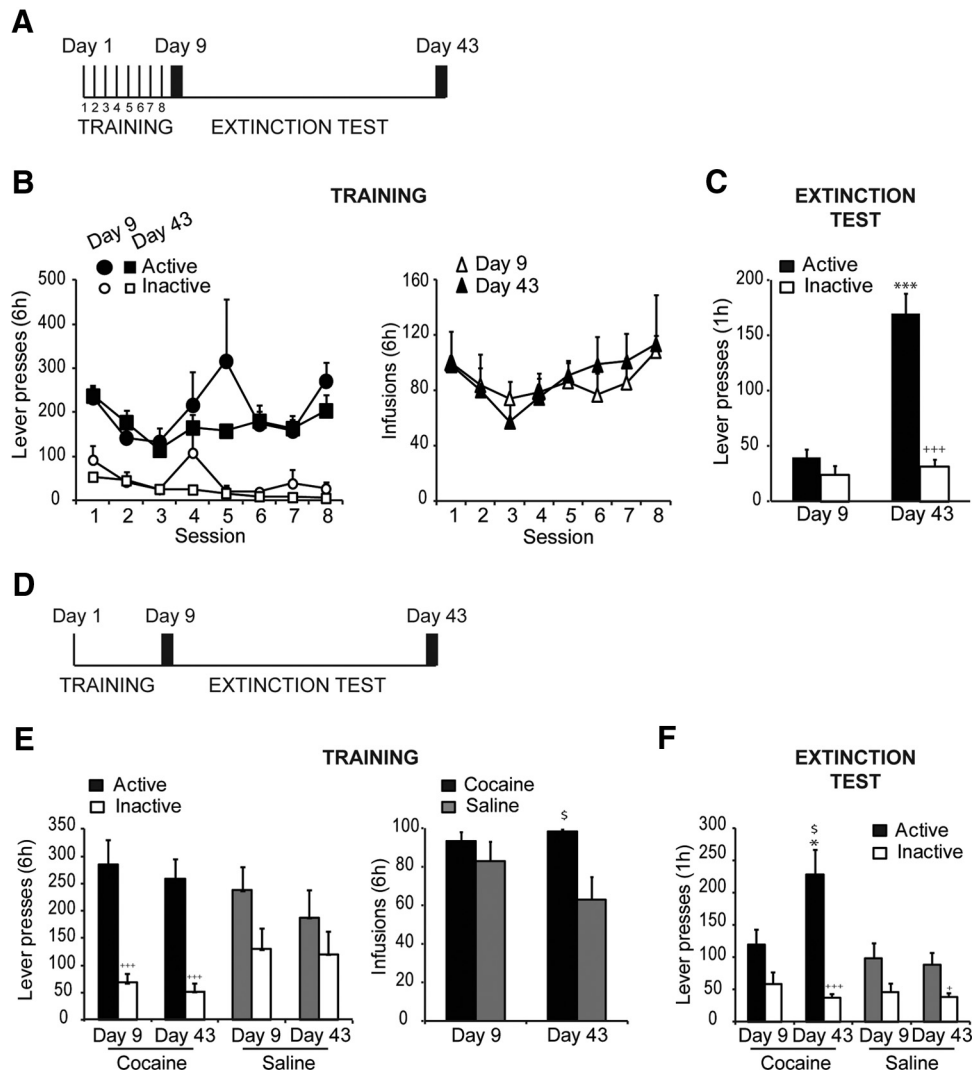 A
Day 1 Day 9 Day 43
1 2 3 4 5 6 7 8
TRAINING EXTINCTION TEST
B
TRAINING
Day 9 Day 43
Active
Inactive
Lever presses (6h)
500
400
300
200
100
0
1 2 3 4 5 6 7 8
Session
Day 9
Day 43
Infusions (6h)
160
120
80
40
0
1 2 3 4 5 6 7 8
Session
C
EXTINCTION
TEST
Active
Inactive
Lever presses (1h)
200
150
100
50
0
***
+++
Day 9 Day 43
D
Day 1 Day 9 Day 43
TRAINING EXTINCTION TEST
E
TRAINING
Active
Inactive
Lever presses (6h)
350
300
250
200
150
100
50
0
+++ +++
Day 9 Day 43 Day 9 Day 43
Cocaine Saline
Cocaine
Saline
Infusions (6h)
100
80
60
40
20
0
$
Day 9 Day 43
F
EXTINCTION
TEST
Active
Inactive
Lever presses (1h)
300
250
200
150
100
50
0
$
*
+++ +
Day 9 Day 43 Day 9 Day 43
Cocaine Saline